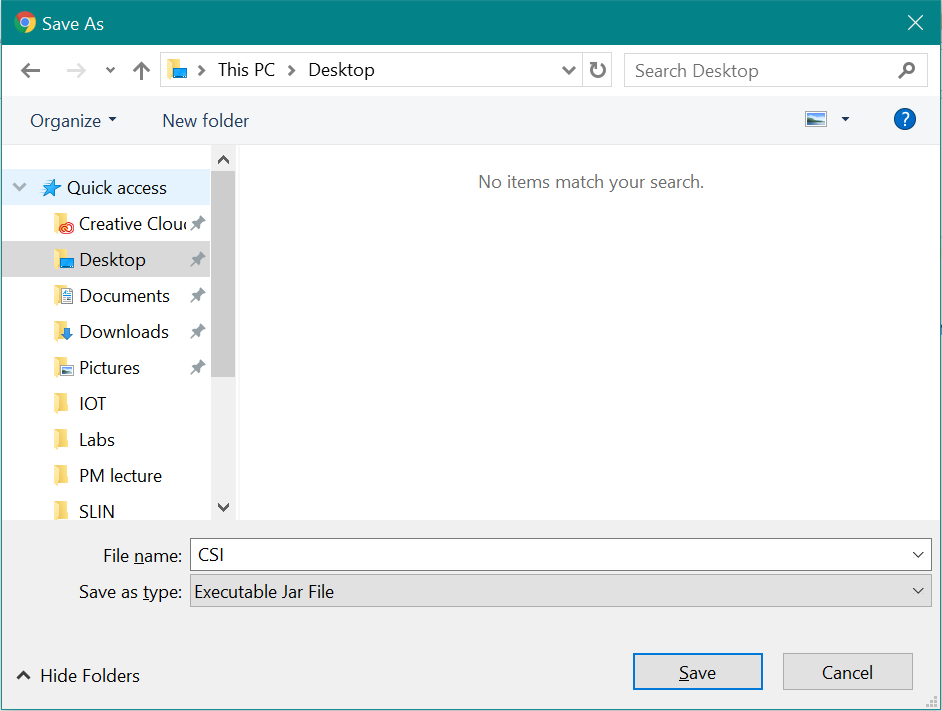 Save As
This PC Desktop
Search Desktop
Organize
New folder
?
No items match your search.
Quick access
Creative Clou
Desktop
Documents
Downloads
Pictures
IOT
Labs
PM lecture
SLIN
File name: CSI
Save as type: Executable Jar File
Hide Folders
Save
Cancel